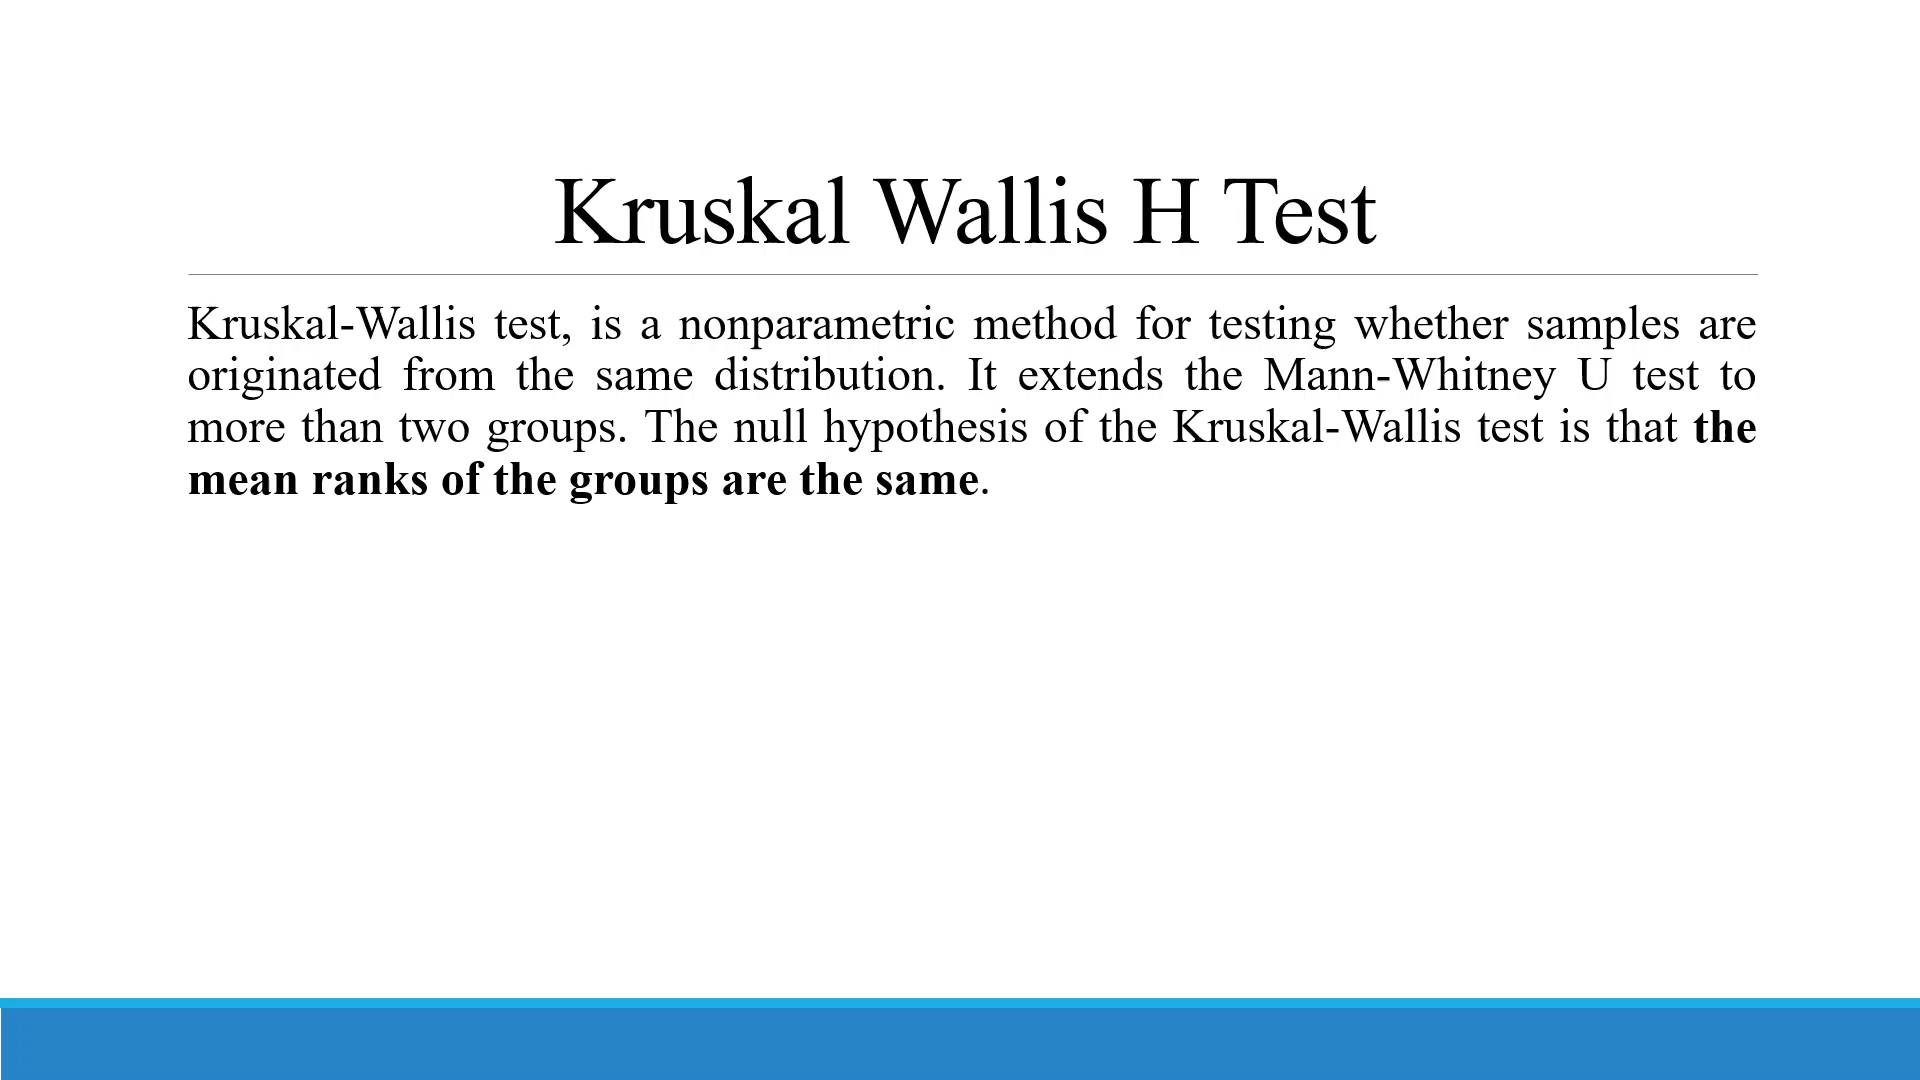 Kruskal Wallis H Test
Kruskal-Wallis test, is a nonparametric method for testing whether samples are
originated from the same distribution. It extends the Mann-Whitney U test to
more than two groups. The null hypothesis of the Kruskal-Wallis test is that the
mean ranks of the groups are the same.